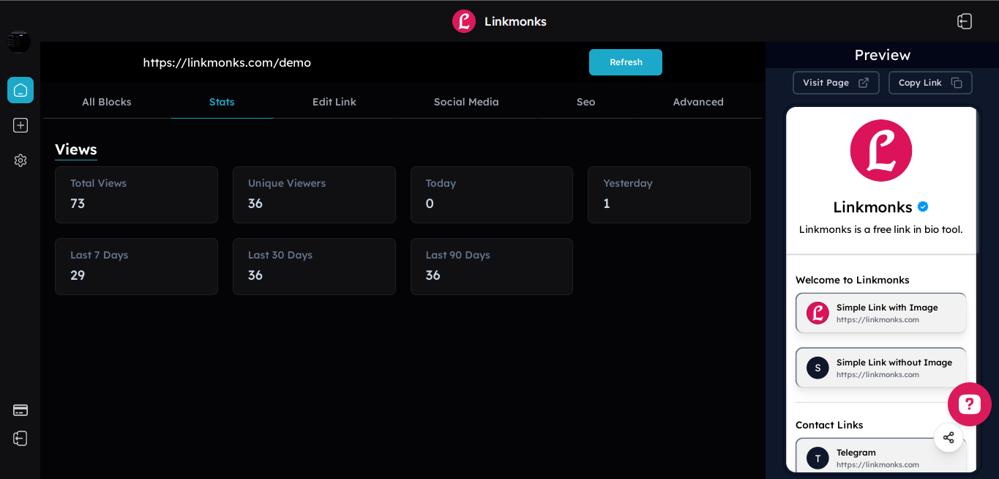 Linkmonks
https://linkmonks.com/demo
Refresh
All Blocks
Stats
Edit Link
Social Media
Seo
Advanced
Views
Total Views
73
Unique Viewers
36
Today
0
Yesterday
1
Last 7 Days
29
Last 30 Days
36
Last 90 Days
36
Preview
Visit Page
Copy Link
Linkmonks
Linkmonks is a free link in bio tool.
Welcome to Linkmonks
Simple Link with Image
https://linkmonks.com
S
Simple Link without Image
https://linkmonks.com
?
Contact Links
T
Telegram
https://linkmonks.com